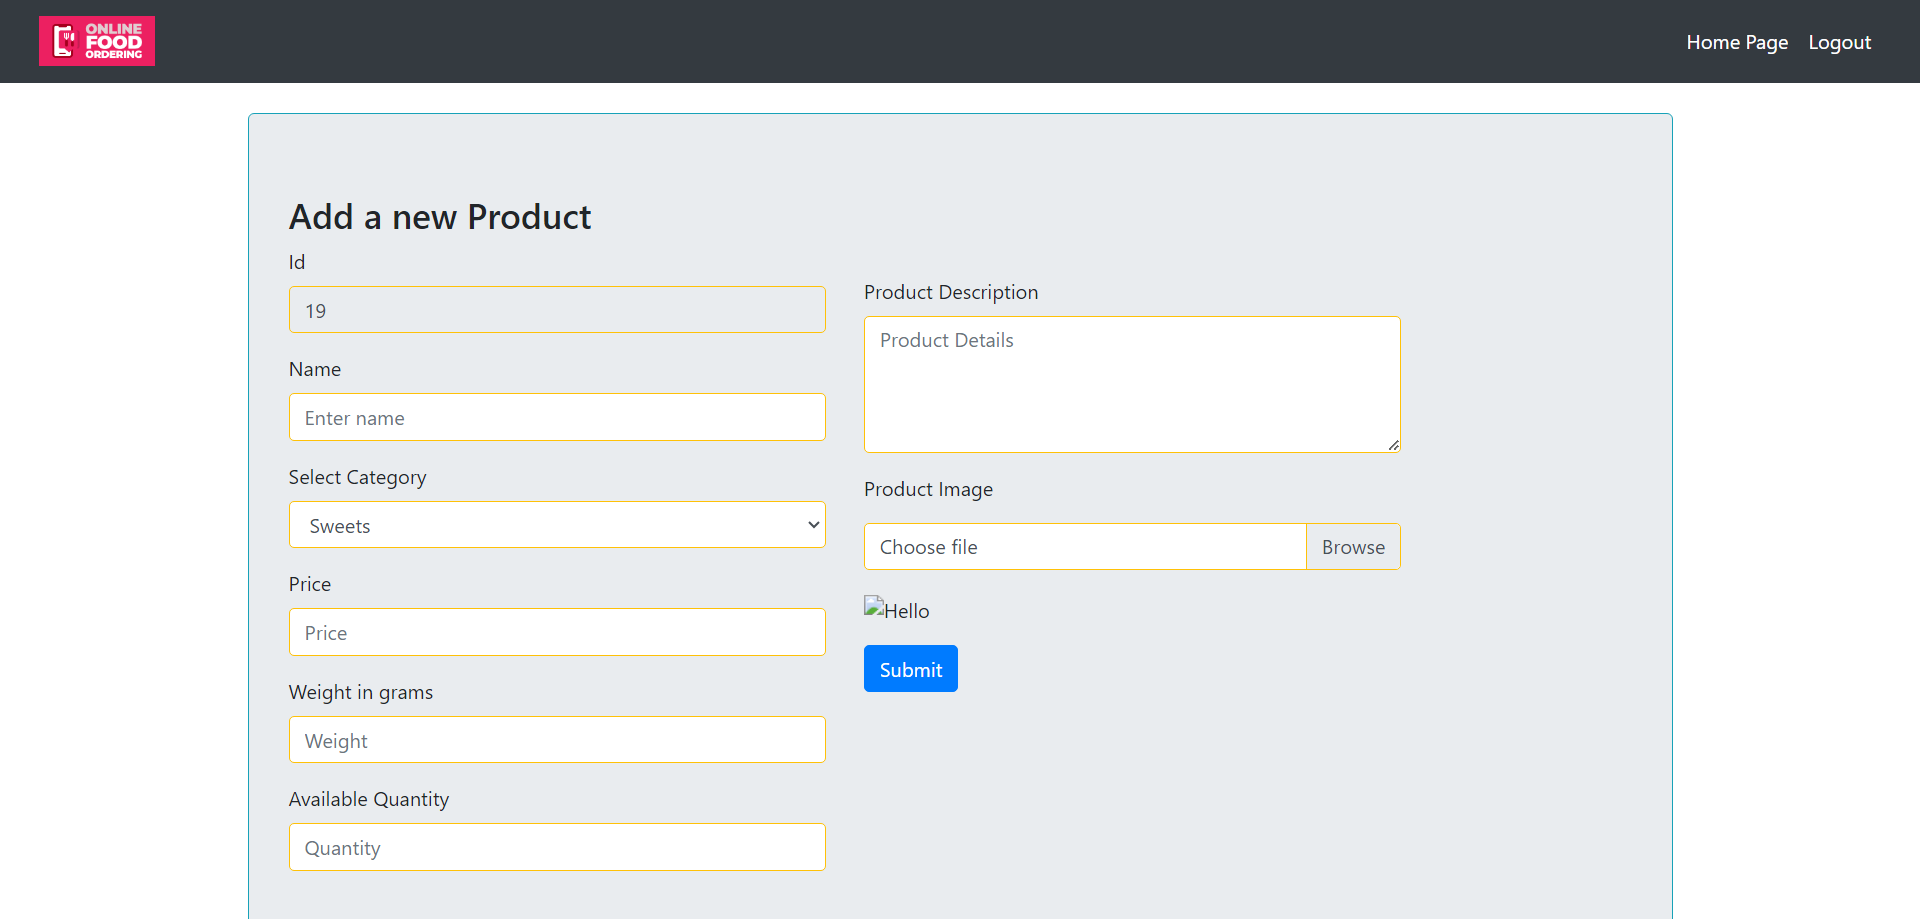 ONLINE
FOOD
ORDERING
Home Page
Logout
Add a new Product
Id
19
Name
Enter name
Select Category
Sweets
Price
Price
Weight in grams
Weight
Available Quantity
Quantity
Product Description
Product Details
Product Image
Choose file
Browse
Hello
Submit